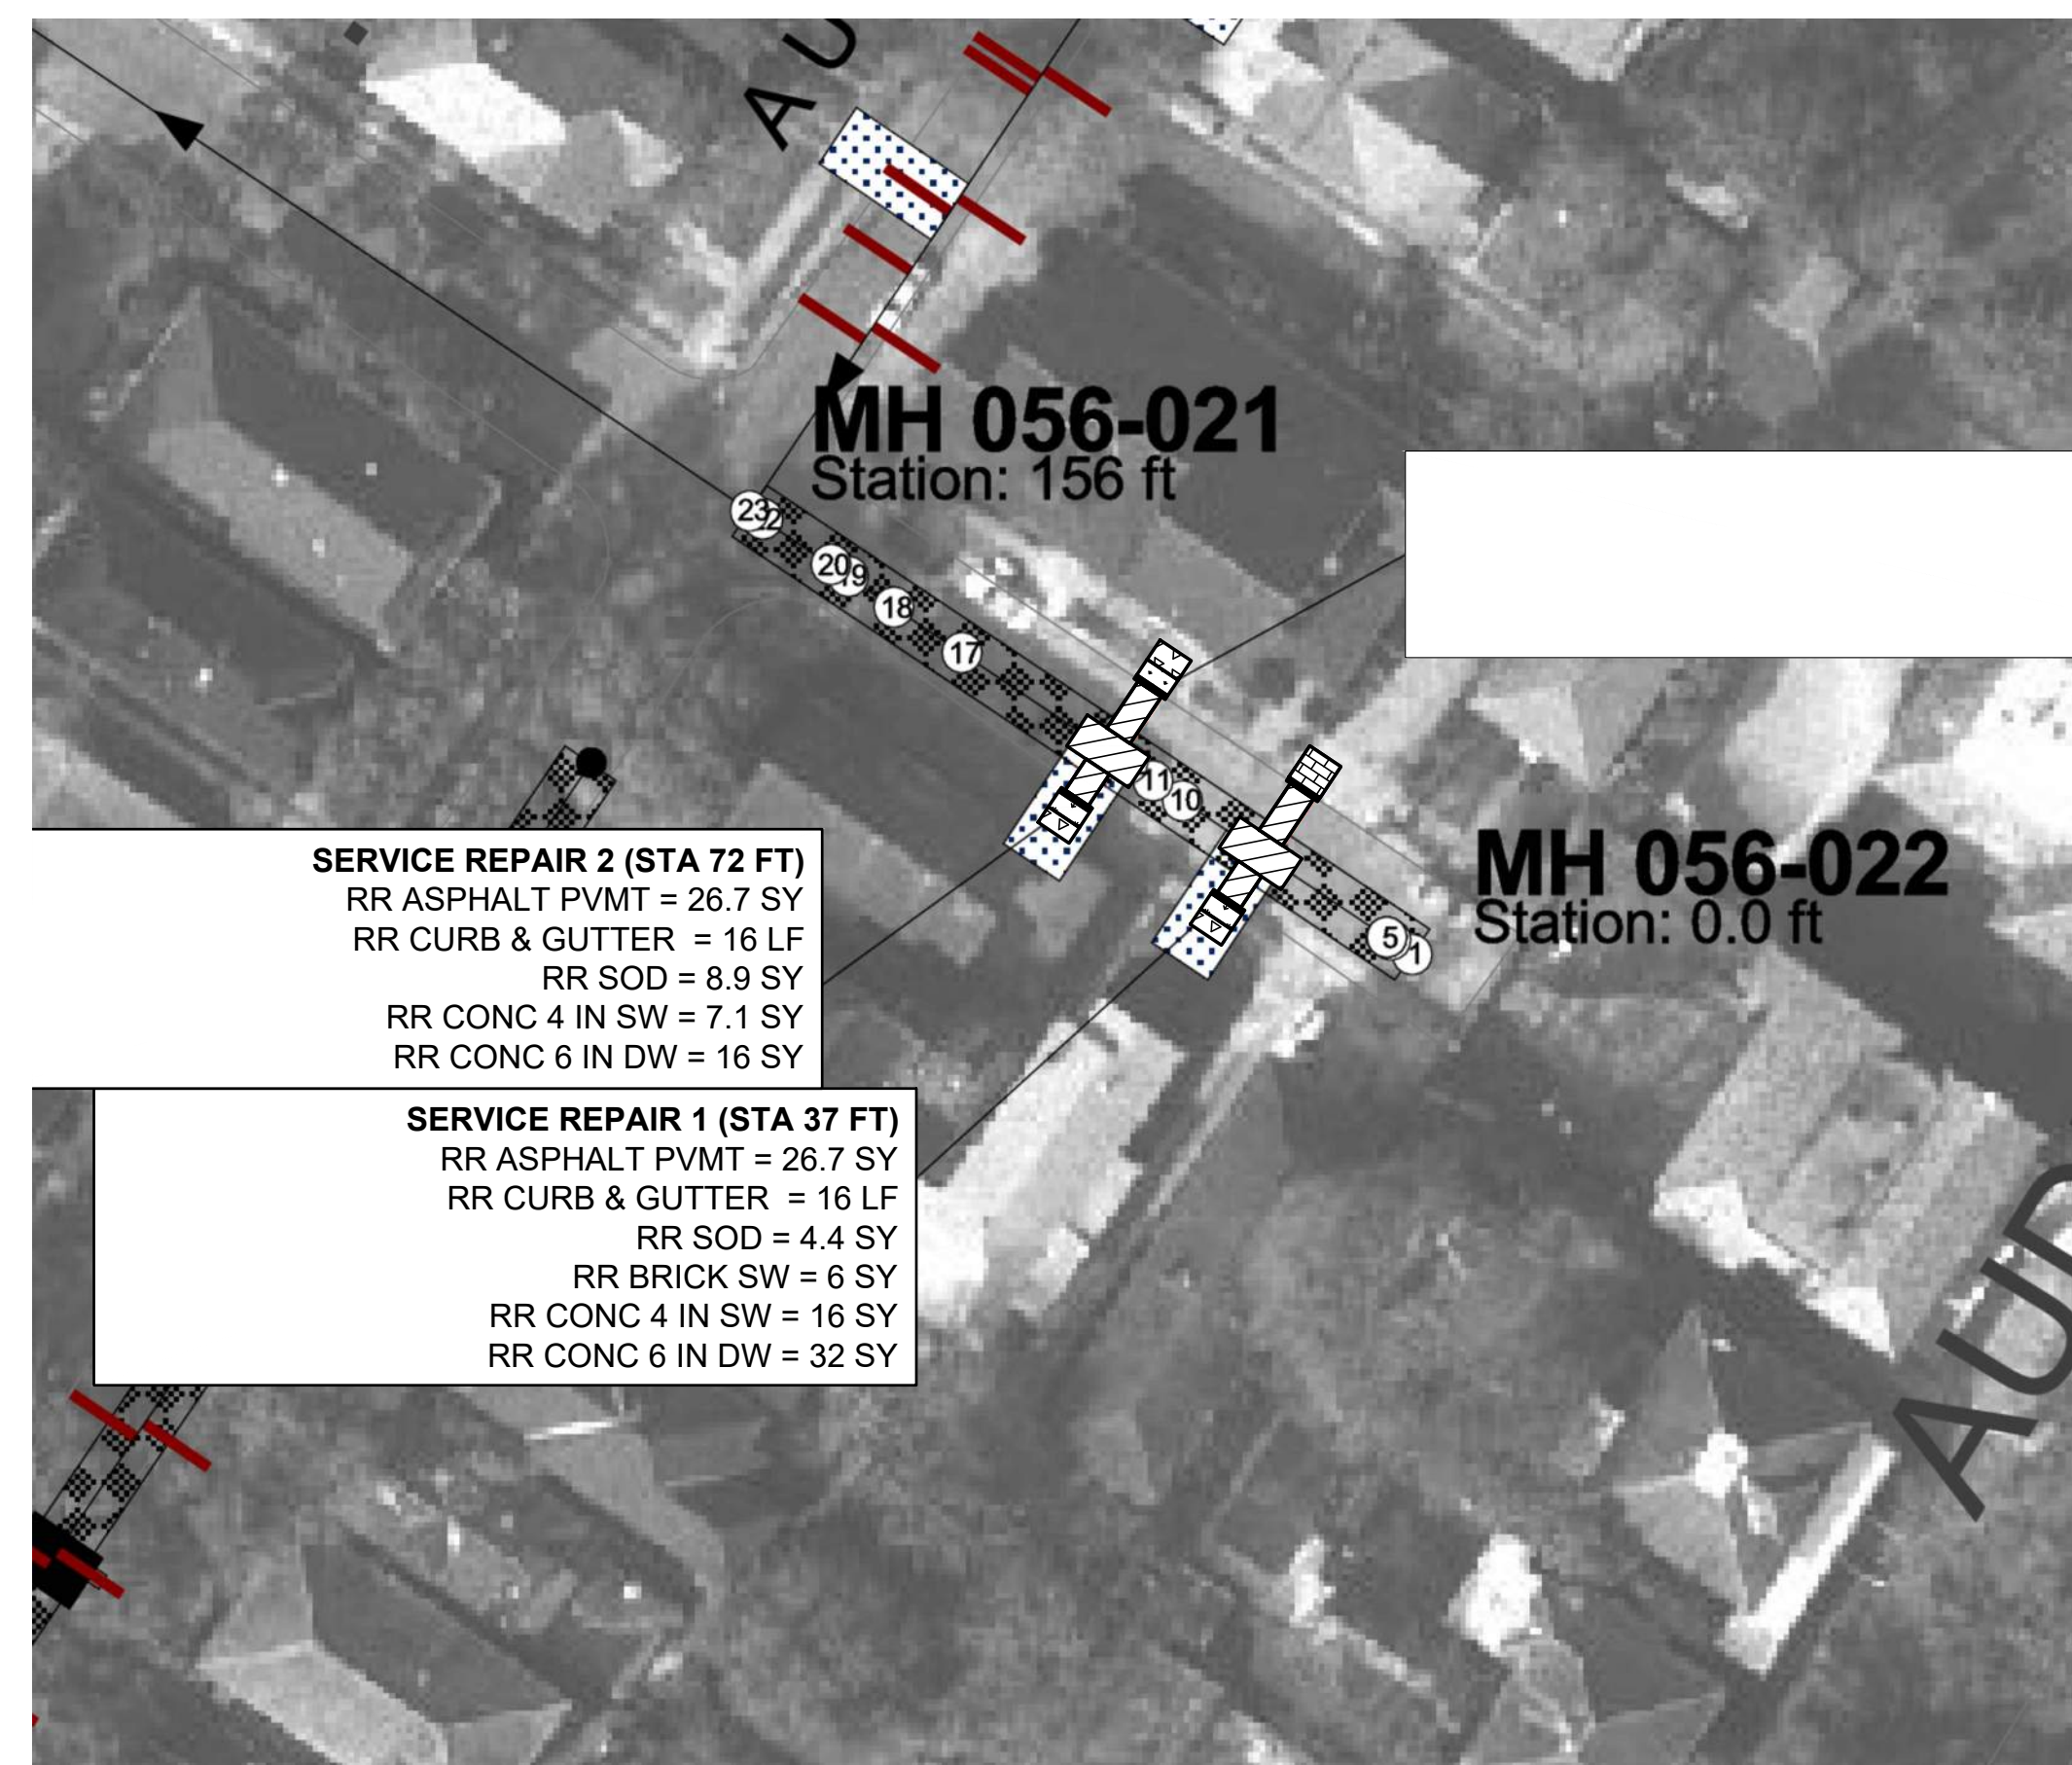 AU
MH 056-021
Station: 156 ft
23
20
18
17
11
10
MH 056-022
Station: 0.0 ft
5
1
SERVICE REPAIR 2 (STA 72 FT)
RR ASPHALT PVMT = 26.7 SY
RR CURB & GUTTER = 16 LF
RR SOD = 8.9 SY
RR CONC 4 IN SW = 7.1 SY
RR CONC 6 IN DW = 16 SY
SERVICE REPAIR 1 (STA 37 FT)
RR ASPHALT PVMT = 26.7 SY
RR CURB & GUTTER = 16 LF
RR SOD = 4.4 SY
RR BRICK SW = 6 SY
RR CONC 4 IN SW = 16 SY
RR CONC 6 IN DW = 32 SY
AUB